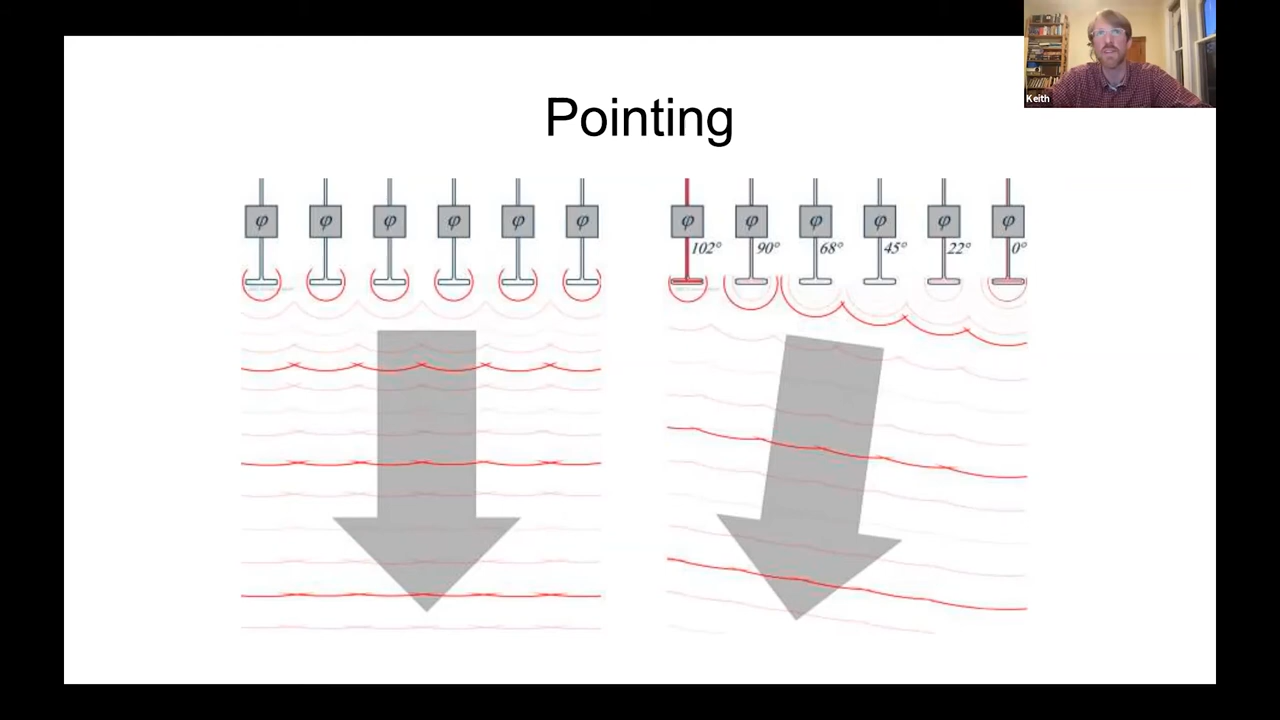 Keith
Pointing
φ φ φ φ φ φ
φ φ φ φ φ φ
102° 90° 68° 45° 22° 0°